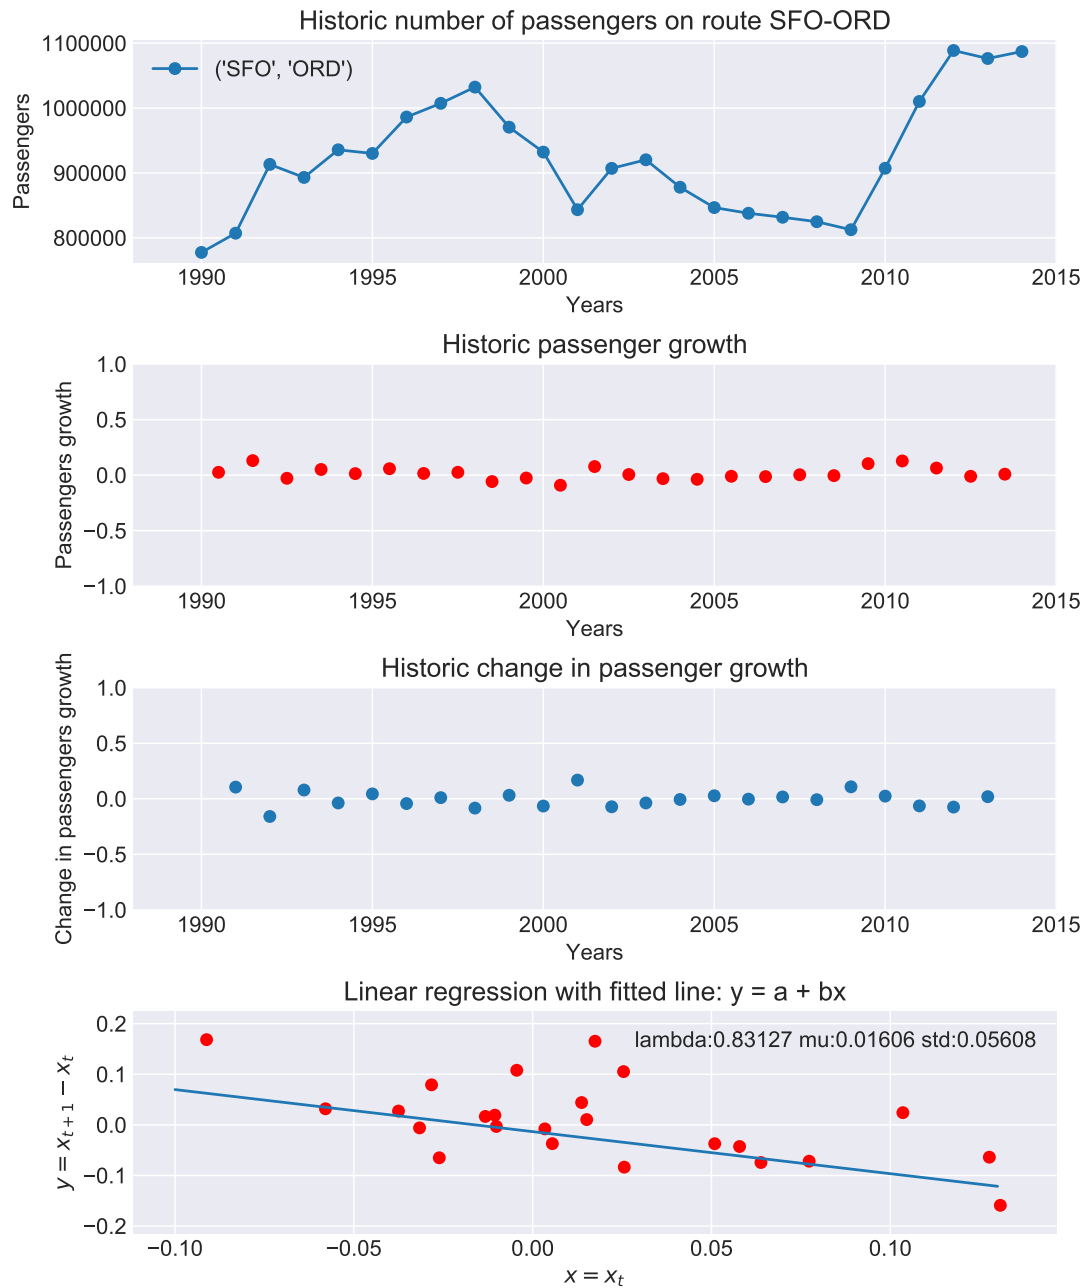 Historic number of passengers on route SFO-ORD
1100000
1000000
900000
800000
Passengers
('SFO', 'ORD')
1990 1995 2000 2005 2010 2015
Years
Historic passenger growth
1.0
0.5
0.0
−0.5
−1.0
Passengers growth
1990 1995 2000 2005 2010 2015
Years
Historic change in passenger growth
1.0
0.5
0.0
−0.5
−1.0
Change in passengers growth
1990 1995 2000 2005 2010 2015
Years
Linear regression with fitted line: y = a + bx
0.2
0.1
0.0
−0.1
−0.2
y = x_{t+1} − x_t
lambda:0.83127 mu:0.01606 std:0.05608
−0.10 −0.05 0.00 0.05 0.10
x = x_t